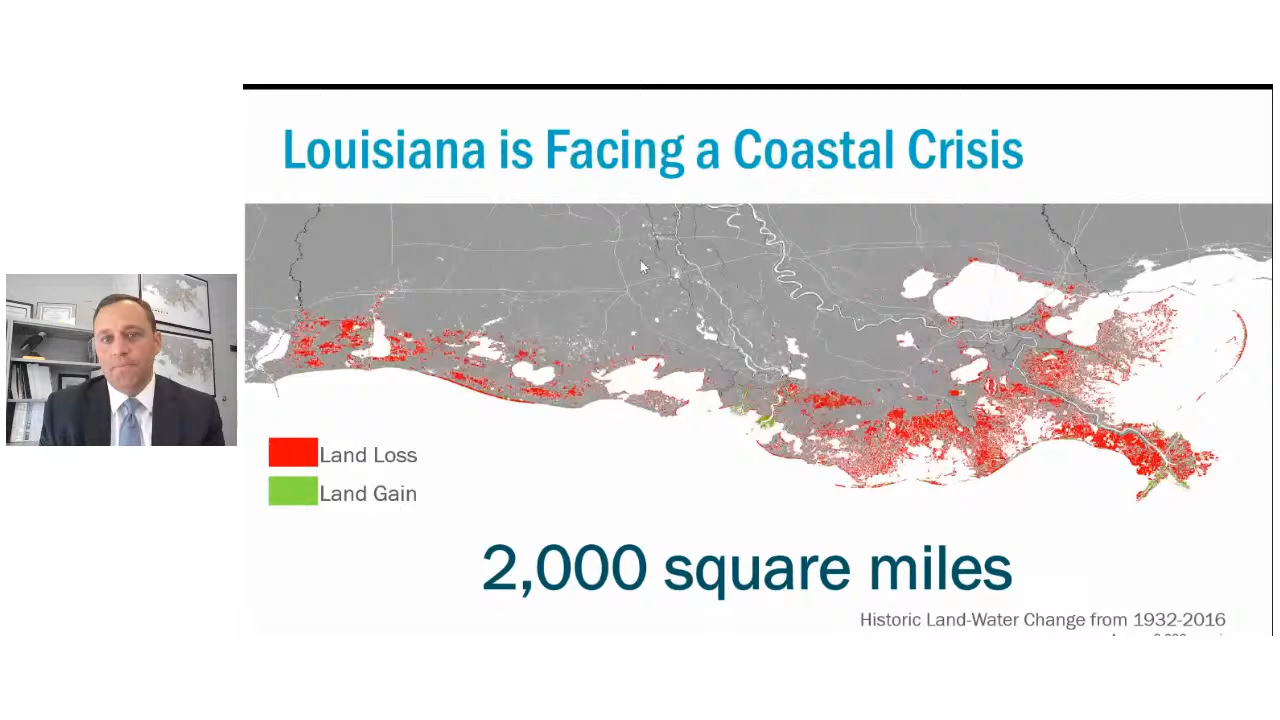 Louisiana is Facing a Coastal Crisis
Land Loss
Land Gain
2,000 square miles
Historic Land-Water Change from 1932-2016